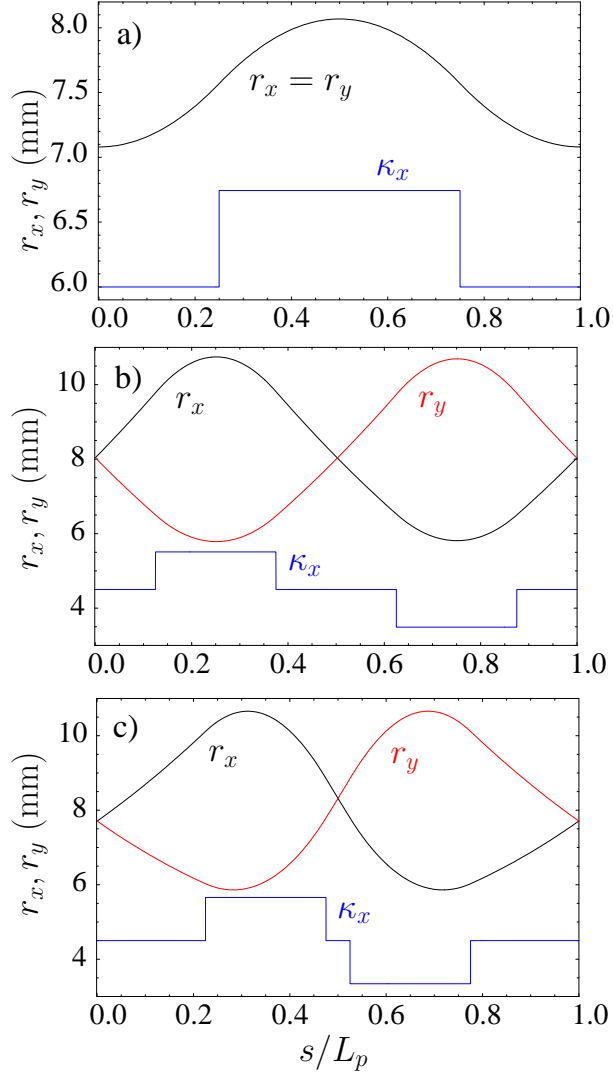 a)
8.0
7.5
7.0
6.5
6.0
r_x, r_y (mm)
r_x = r_y
κ_x
0.0 0.2 0.4 0.6 0.8 1.0
b)
10
8
6
4
r_x, r_y (mm)
r_x
r_y
κ_x
0.0 0.2 0.4 0.6 0.8 1.0
c)
10
8
6
4
r_x, r_y (mm)
r_x
r_y
κ_x
0.0 0.2 0.4 0.6 0.8 1.0
s/L_p